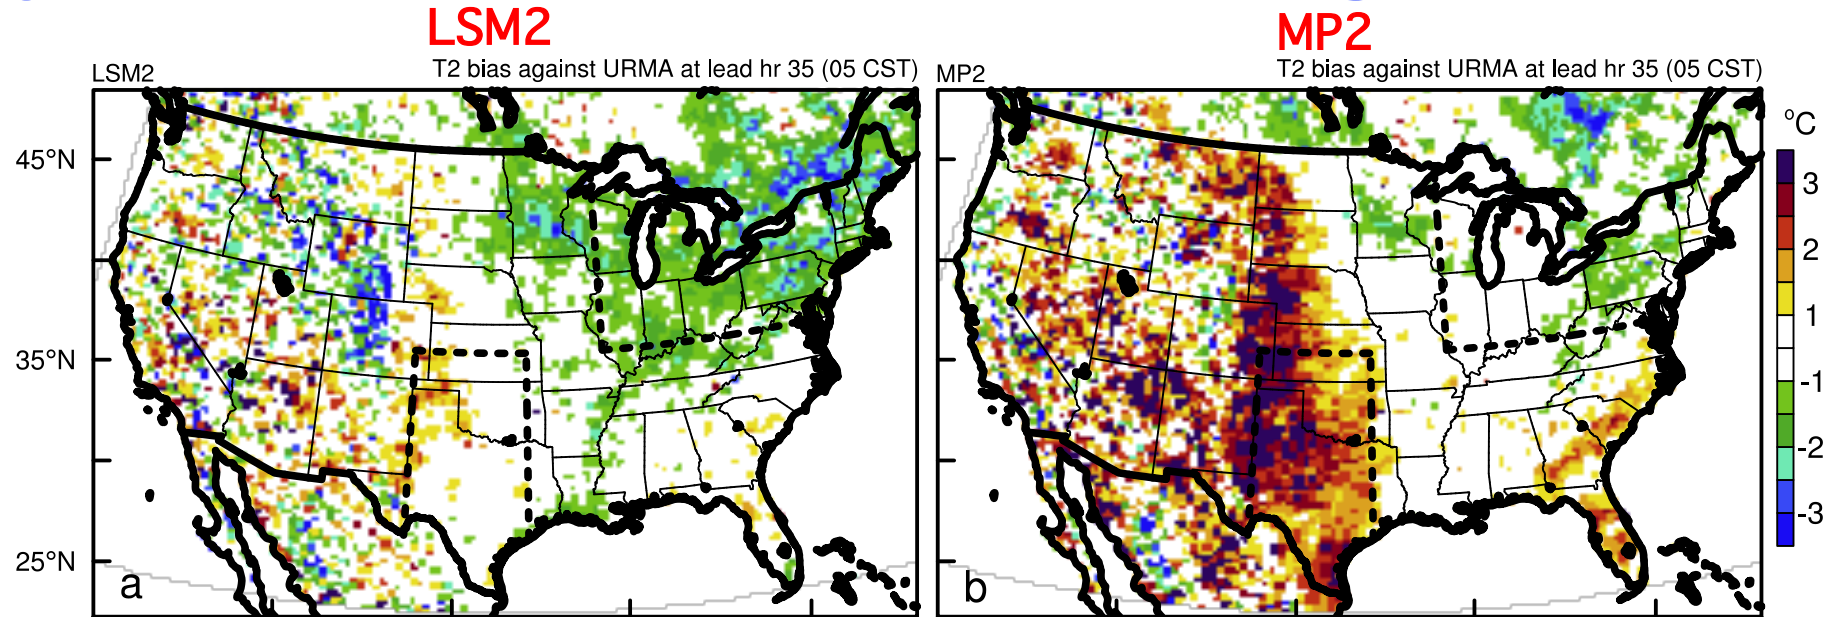 LSM2
MP2
LSM2
T2 bias against URMA at lead hr 35 (05 CST)
MP2
T2 bias against URMA at lead hr 35 (05 CST)
°C
45°N
35°N
25°N
3
2
1
-1
-2
-3
a
b